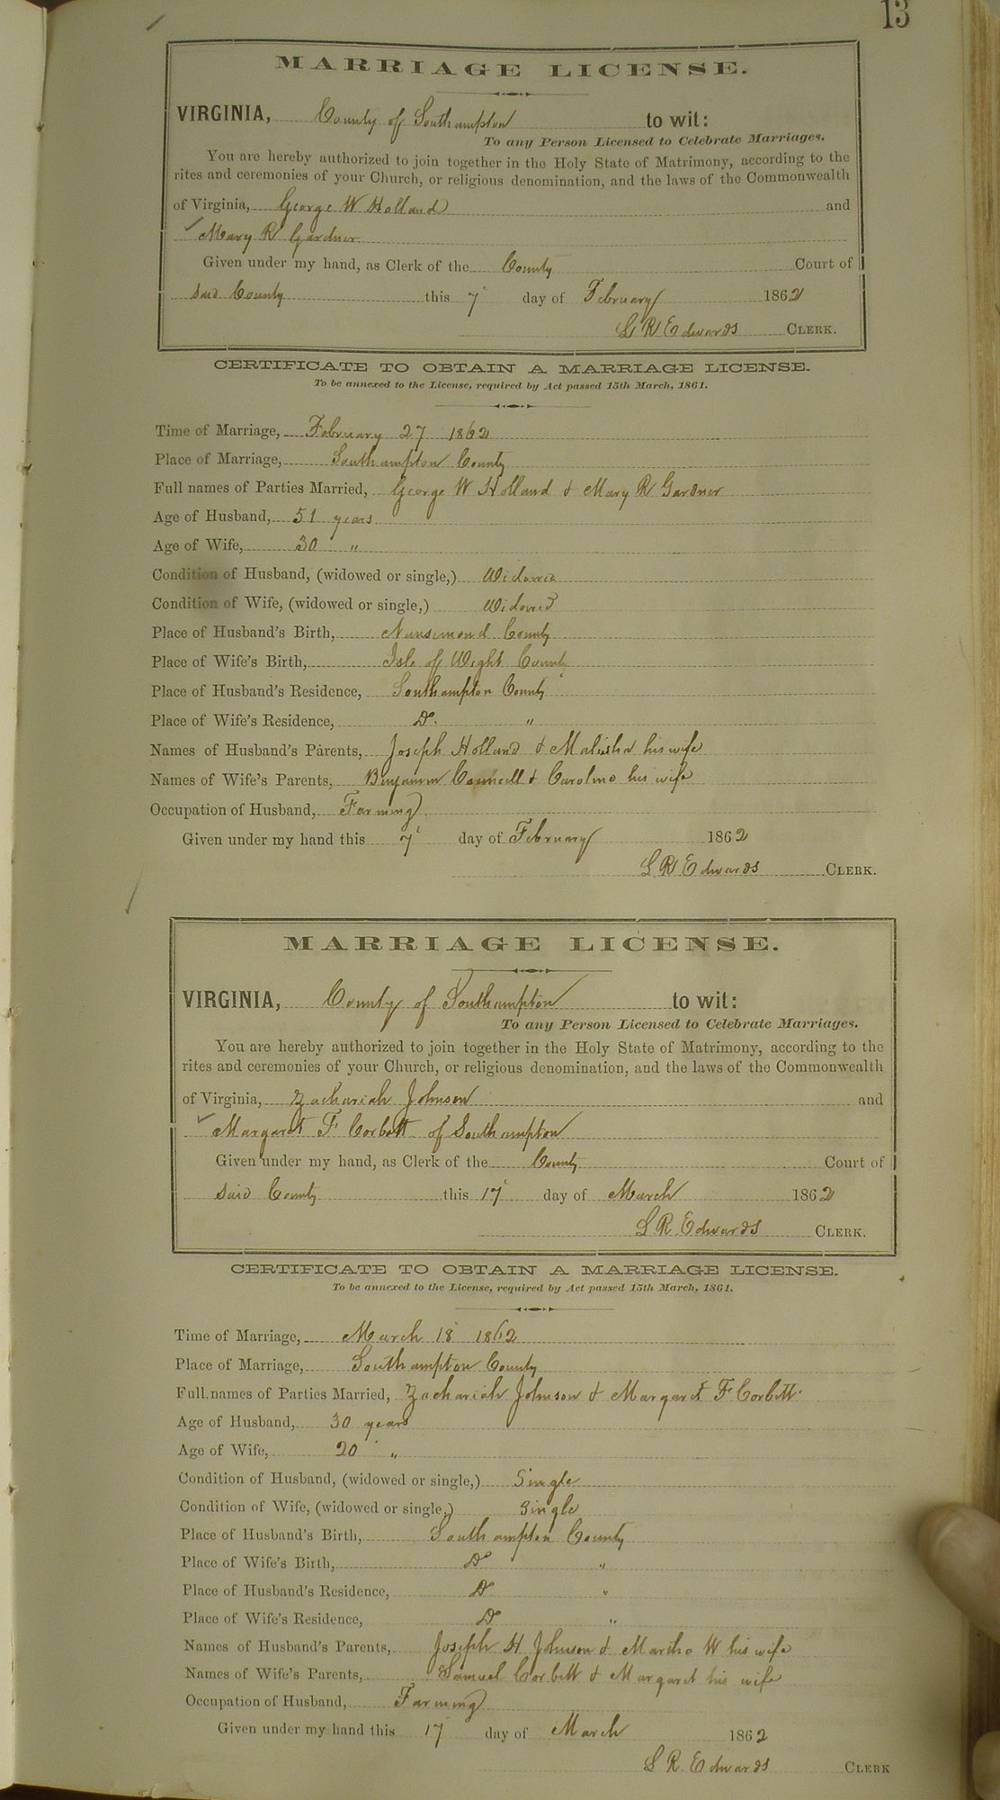 13
MARRIAGE LICENSE.
VIRGINIA, County of Southampton to wit:
To any Person Licensed to Celebrate Marriages.
You are hereby authorized to join together in the Holy State of Matrimony, according to the
rites and ceremonies of your Church, or religious denomination, and the laws of the Commonwealth
of Virginia, George W Holland and
Mary R Gardner
Given under my hand, as Clerk of the County Court of
said County this 7 day of February 1862
L R Edwards CLERK.
CERTIFICATE TO OBTAIN A MARRIAGE LICENSE.
To be annexed to the License, required by Act passed 15th March, 1861.
Time of Marriage, February 27 1862
Place of Marriage, Southampton County
Full names of Parties Married, George W Holland & Mary R Gardner
Age of Husband, 51 years
Age of Wife, 30 "
Condition of Husband, (widowed or single,) Widowed
Condition of Wife, (widowed or single,) Widowed
Place of Husband's Birth, Nansemond County
Place of Wife's Birth, Isle of Wight County
Place of Husband's Residence, Southampton County
Place of Wife's Residence, Do. "
Names of Husband's Parents, Joseph Holland & his wife
Names of Wife's Parents, Benjamin Councill & Caroline his wife
Occupation of Husband, Farming
Given under my hand this 7 day of February 1862
L R Edwards CLERK.
MARRIAGE LICENSE.
VIRGINIA, County of Southampton to wit:
To any Person Licensed to Celebrate Marriages.
You are hereby authorized to join together in the Holy State of Matrimony, according to the
rites and ceremonies of your Church, or religious denomination, and the laws of the Commonwealth
of Virginia, Zachariah Johnson and
Margaret F Corbett of Southampton
Given under my hand, as Clerk of the County Court of
said County this 17 day of March 1862
L R Edwards CLERK.
CERTIFICATE TO OBTAIN A MARRIAGE LICENSE.
To be annexed to the License, required by Act passed 15th March, 1861.
Time of Marriage, March 18 1862
Place of Marriage, Southampton County
Full names of Parties Married, Zachariah Johnson & Margaret F Corbett
Age of Husband, 30 years
Age of Wife, 20 "
Condition of Husband, (widowed or single,) Single
Condition of Wife, (widowed or single,) Single
Place of Husband's Birth, Southampton County
Place of Wife's Birth, Do "
Place of Husband's Residence, Do "
Place of Wife's Residence, Do "
Names of Husband's Parents, Joseph H Johnson & Martha W his wife
Names of Wife's Parents, Samuel Corbett & Margaret his wife
Occupation of Husband, Farming
Given under my hand this 17 day of March 1862
L R Edwards CLERK